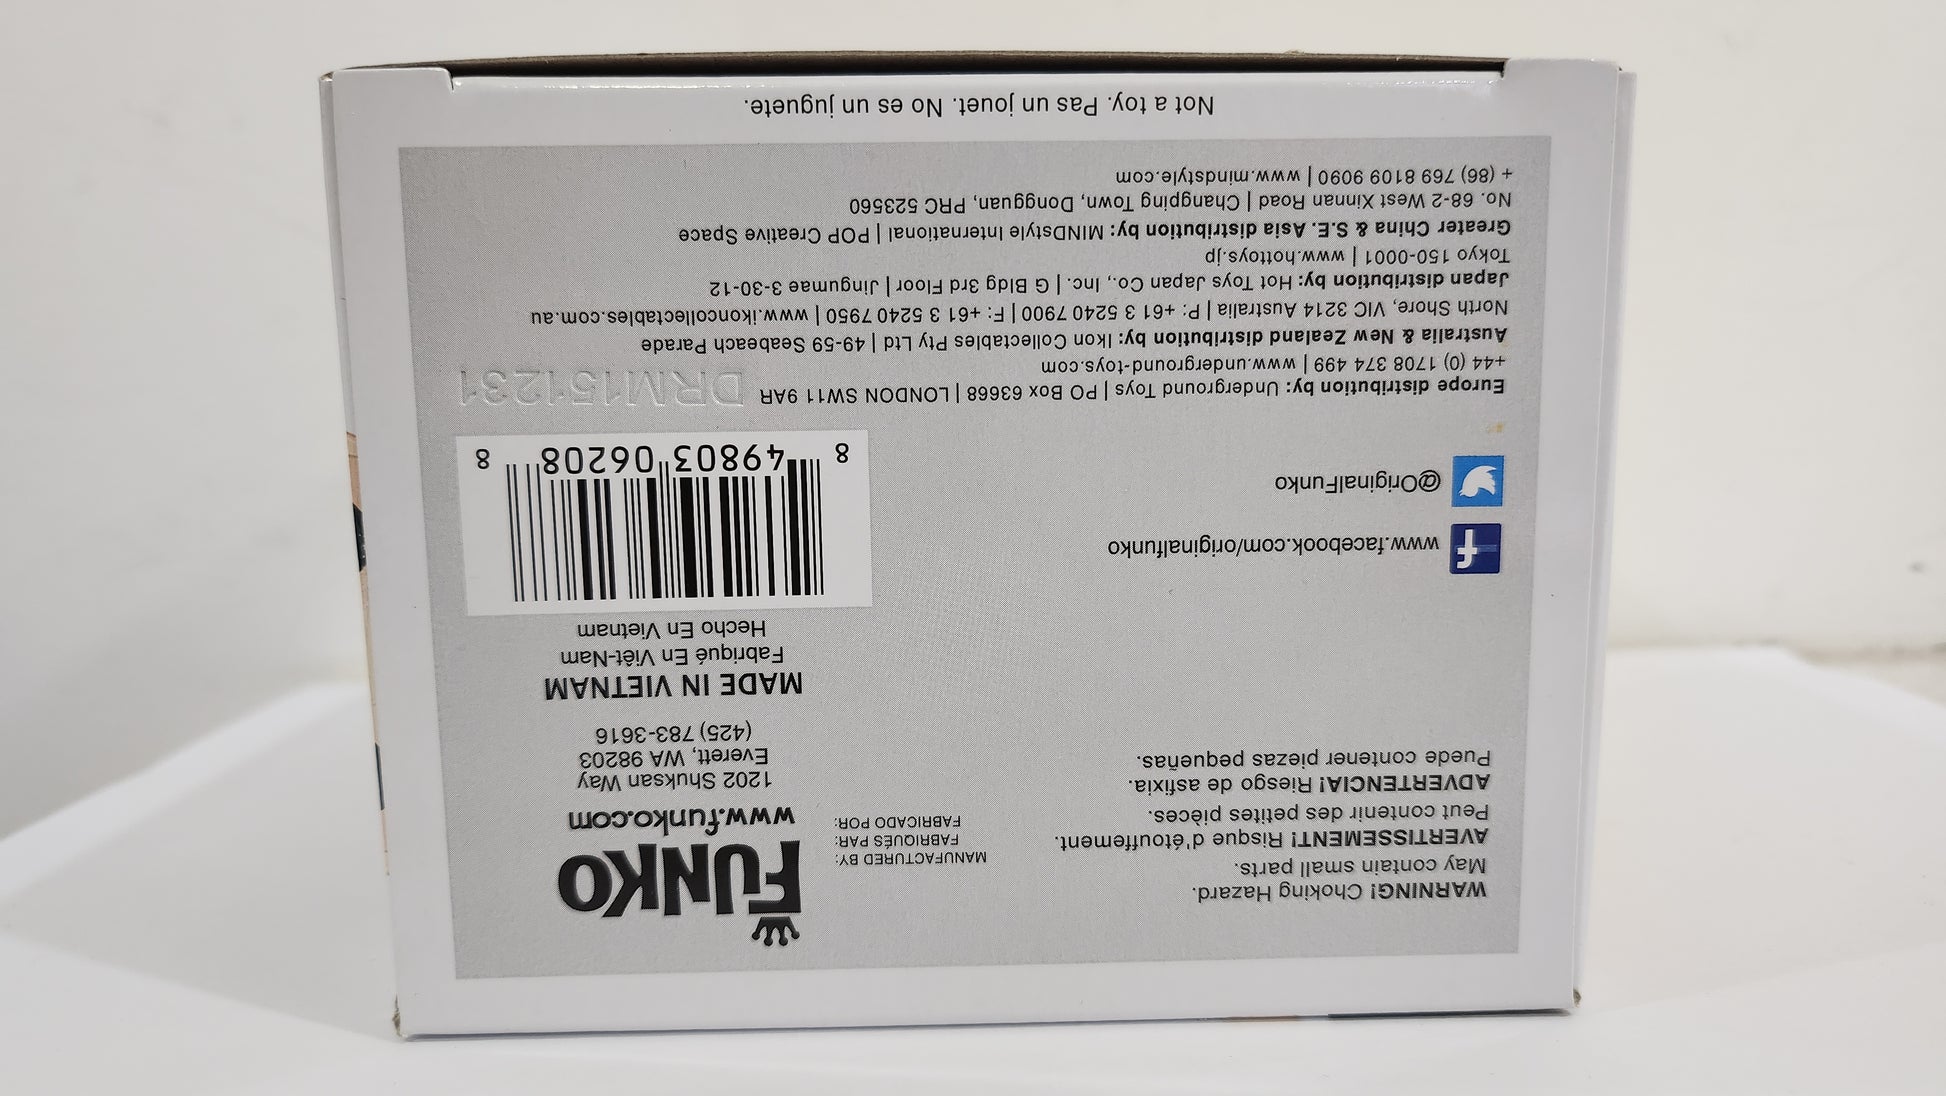 FUNKO
www.funko.com
1202 Shuksan Way
Everett, WA 98203
(425) 783-3616
MADE IN VIETNAM
Fabriqué En Việt-Nam
Hecho En Vietnam
MANUFACTURED BY:
FABRIQUÉS PAR:
FABRICADO POR:
WARNING! Choking Hazard.
May contain small parts.
AVERTISSEMENT! Risque d'étouffement.
Peut contenir des petites pièces.
ADVERTENCIA! Riesgo de asfixia.
Puede contener piezas pequeñas.
www.facebook.com/originalfunko
@OriginalFunko
8 49803 06208 8
DRM151231
Europe distribution by: Underground Toys | PO Box 63668 | LONDON SW11 9AR
+44 (0) 1708 374 499 | www.underground-toys.com
Australia & New Zealand distribution by: Ikon Collectables Pty Ltd | 49-59 Seabeach Parade
North Shore, VIC 3214 Australia | P: +61 3 5240 7900 | F: +61 3 5240 7950 | www.ikoncollectables.com.au
Japan distribution by: Hot Toys Japan Co., Inc. | G Bldg 3rd Floor | Jingumae 3-30-12
Tokyo 150-0001 | www.hottoys.jp
Greater China & S.E. Asia distribution by: MINDstyle International | POP Creative Space
No. 68-2 West Xinnan Road | Changping Town, Dongguan, PRC 523560
+ (86) 769 8109 9090 | www.mindstyle.com
Not a toy. Pas un jouet. No es un juguete.